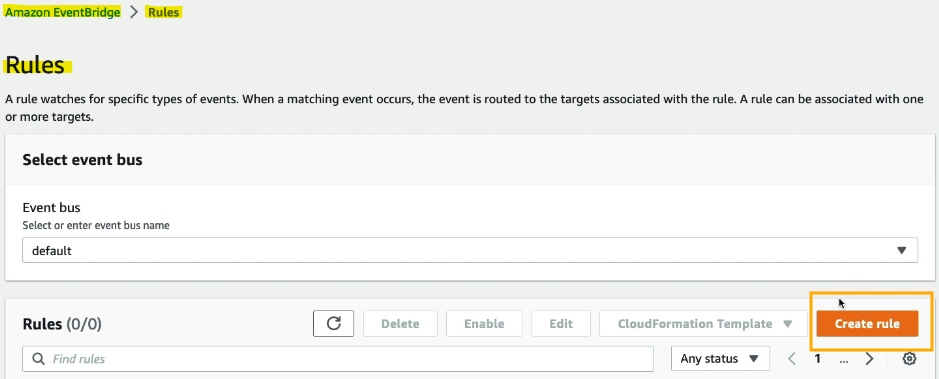 Amazon EventBridge > Rules
Rules
A rule watches for specific types of events. When a matching event occurs, the event is routed to the targets associated with the rule. A rule can be associated with one
or more targets.
Select event bus
Event bus
Select or enter event bus name
default
Rules (0/0) Delete Enable Edit CloudFormation Template Create rule
Find rules Any status < 1 ... >